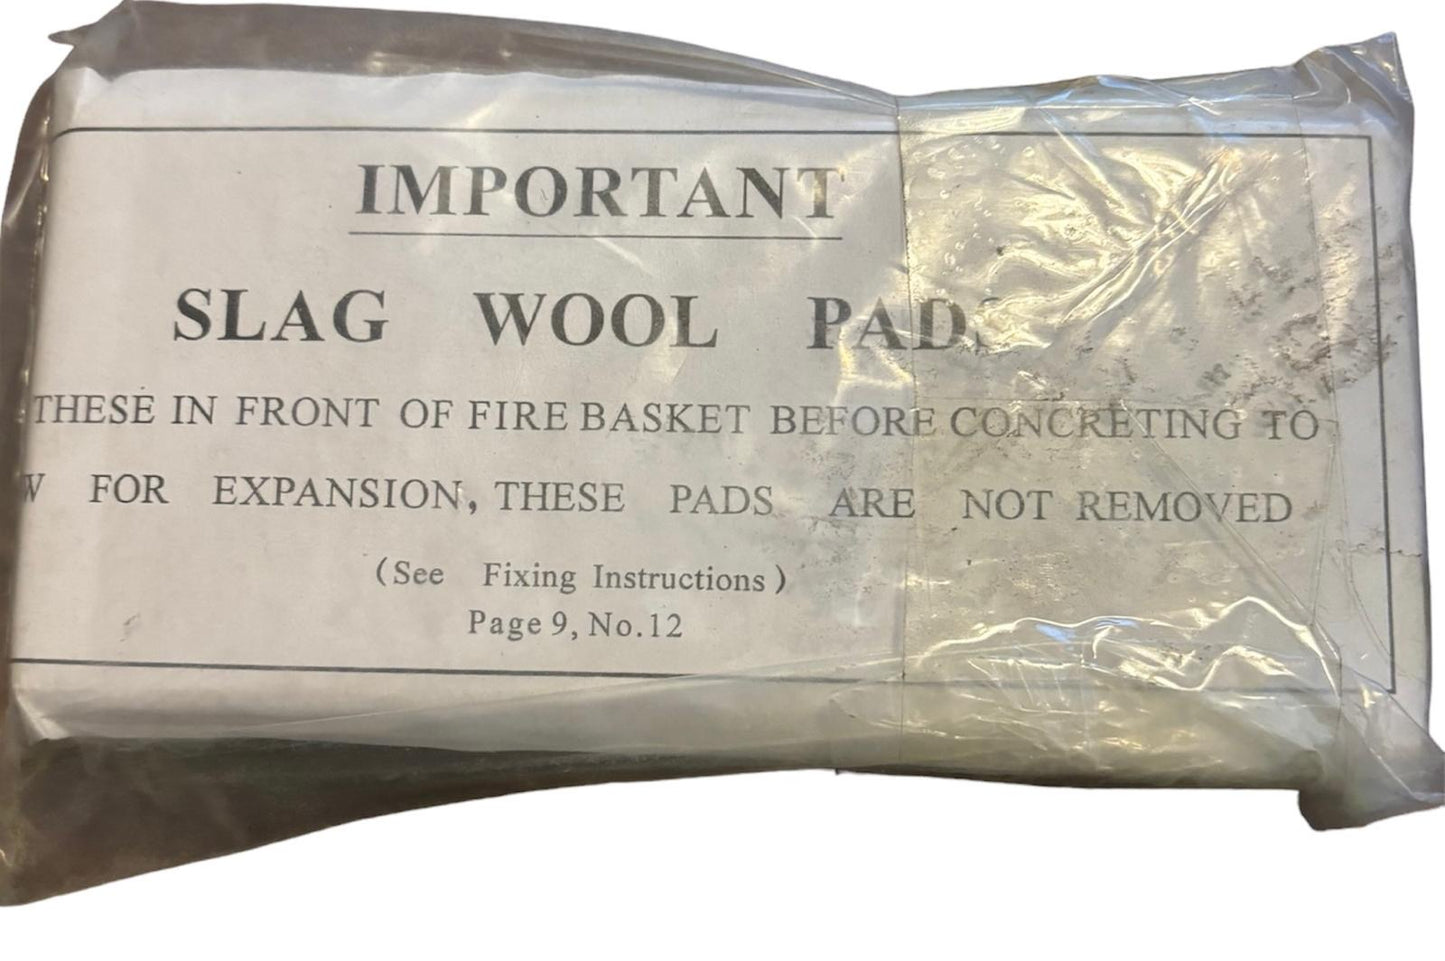 IMPORTANT
SLAG WOOL PADS
THESE IN FRONT OF FIRE BASKET BEFORE CONCRETING TO
W FOR EXPANSION, THESE PADS ARE NOT REMOVED
(See Fixing Instructions)
Page 9, No.12